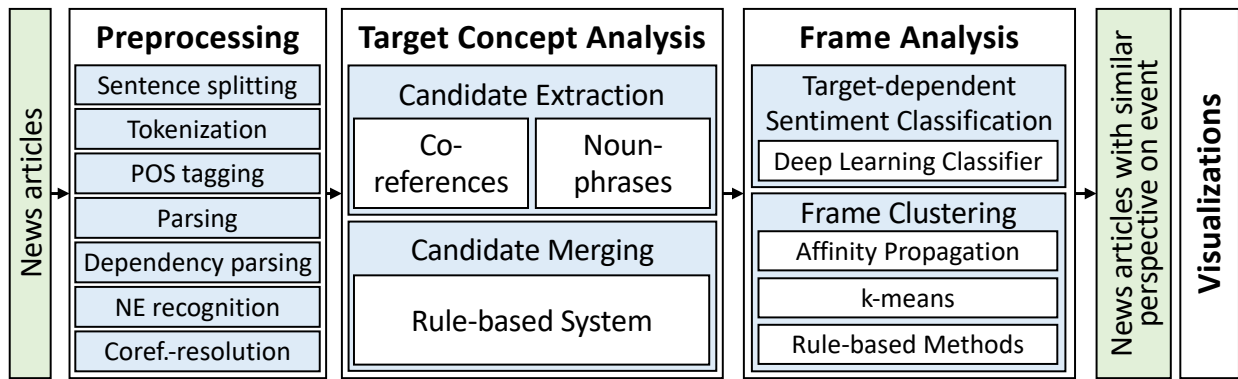 News articles
Preprocessing
Sentence splitting
Tokenization
POS tagging
Parsing
Dependency parsing
NE recognition
Coref.-resolution
Target Concept Analysis
Candidate Extraction
Co-
references
Noun-
phrases
Candidate Merging
Rule-based System
Frame Analysis
Target-dependent
Sentiment Classification
Deep Learning Classifier
Frame Clustering
Affinity Propagation
k-means
Rule-based Methods
News articles with similar
perspective on event
Visualizations